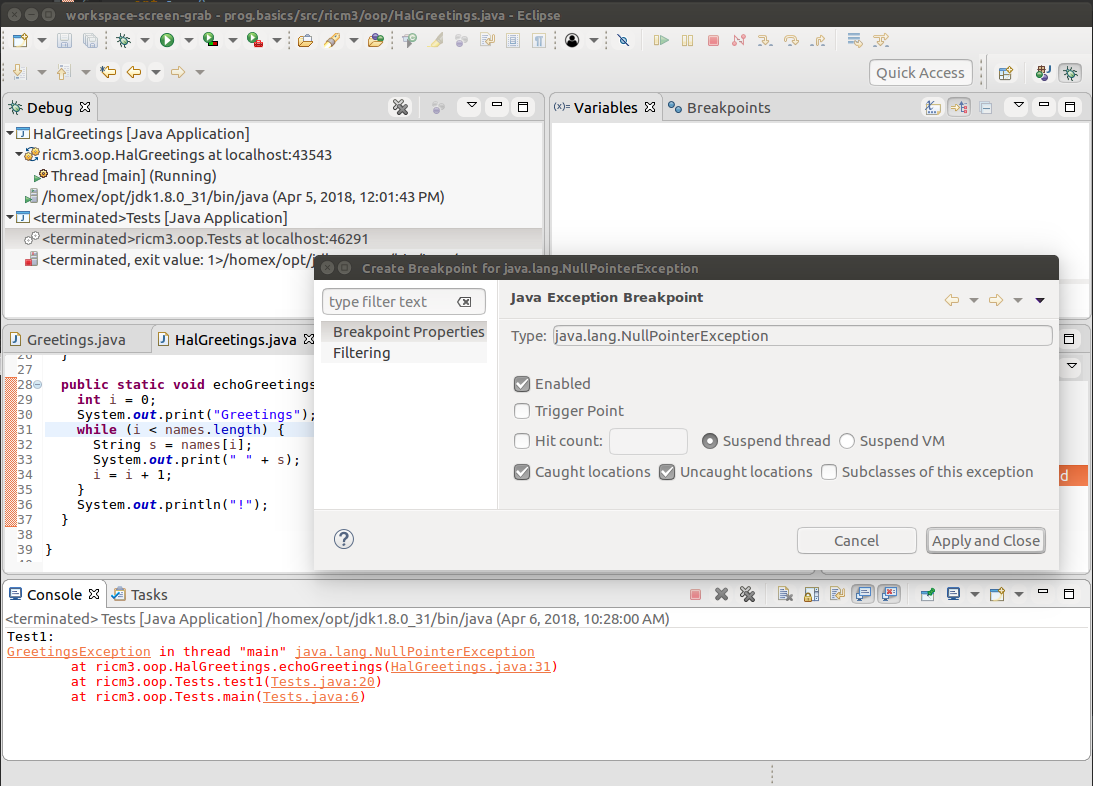 workspace-screen-grab - prog.basics/src/ricm3/oop/HalGreetings.java - Eclipse
Quick Access
Debug
HalGreetings [Java Application]
ricm3.oop.HalGreetings at localhost:43543
Thread [main] (Running)
/homex/opt/jdk1.8.0_31/bin/java (Apr 5, 2018, 12:01:43 PM)
<terminated>Tests [Java Application]
<terminated>ricm3.oop.Tests at localhost:46291
<terminated, exit value: 1>/homex/opt/
(x)= Variables
Breakpoints
Create Breakpoint for java.lang.NullPointerException
type filter text
Breakpoint Properties
Filtering
Java Exception Breakpoint
Type: java.lang.NullPointerException
Enabled
Trigger Point
Hit count: Suspend thread Suspend VM
Caught locations Uncaught locations Subclasses of this exception
? Cancel Apply and Close
Greetings.java
HalGreetings.java
26 }
27
28 public static void echoGreetings
29 int i = 0;
30 System.out.print("Greetings");
31 while (i < names.length) {
32 String s = names[i];
33 System.out.print(" " + s);
34 i = i + 1;
35 }
36 System.out.println("!");
37 }
38
39 }
d
Console
Tasks
<terminated> Tests [Java Application] /homex/opt/jdk1.8.0_31/bin/java (Apr 6, 2018, 10:28:00 AM)
Test1:
GreetingsException in thread "main" java.lang.NullPointerException
at ricm3.oop.HalGreetings.echoGreetings(HalGreetings.java:31)
at ricm3.oop.Tests.test1(Tests.java:20)
at ricm3.oop.Tests.main(Tests.java:6)